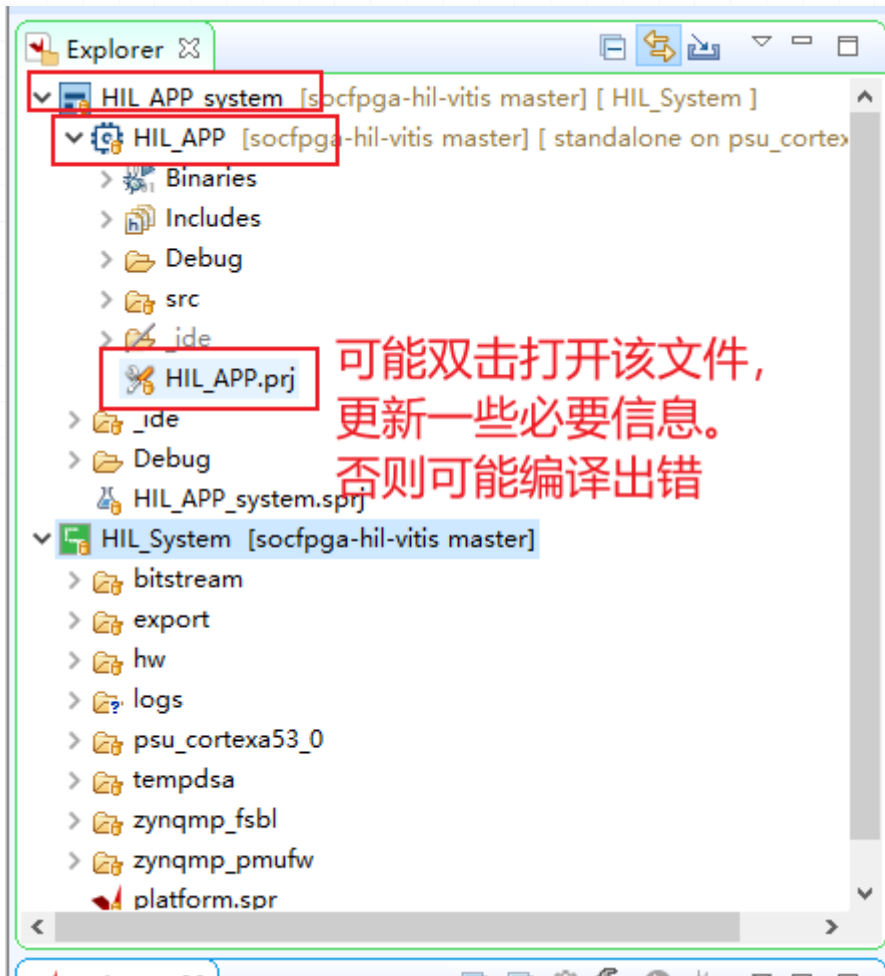 Explorer
HIL_APP_system [socfpga-hil-vitis master] [ HIL_System ]
HIL_APP [socfpga-hil-vitis master] [ standalone on psu_cortex
Binaries
Includes
Debug
src
_ide
HIL_APP.prj
可能双击打开该文件，
更新一些必要信息。
否则可能编译出错
_ide
Debug
HIL_APP_system.sprj
HIL_System [socfpga-hil-vitis master]
bitstream
export
hw
logs
psu_cortexa53_0
tempdsa
zynqmp_fsbl
zynqmp_pmufw
platform.spr